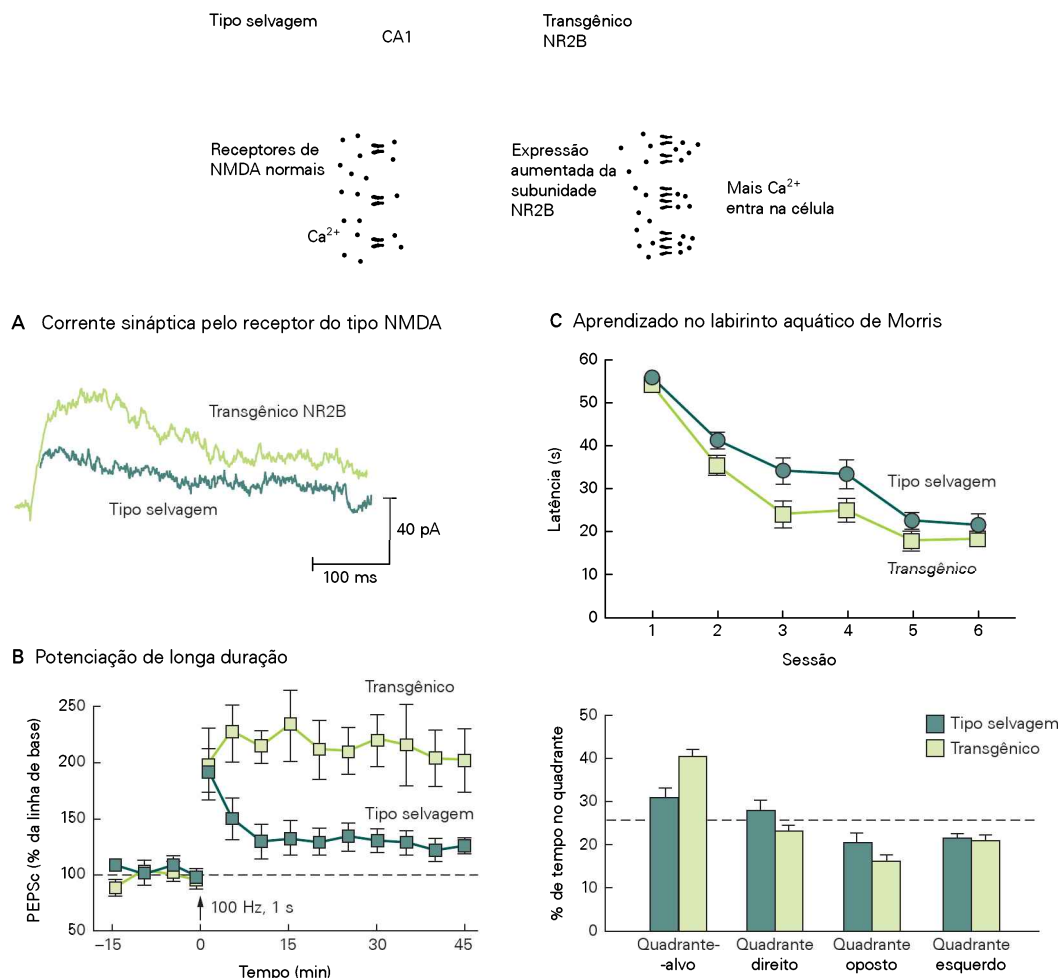 Tipo selvagem
CA1
Transgênico
NR2B
Receptores de
NMDA normais
Ca²⁺
Expressão
aumentada da
subunidade
NR2B
Mais Ca²⁺
entra na célula
A Corrente sináptica pelo receptor do tipo NMDA
Transgênico NR2B
Tipo selvagem
40 pA
100 ms
B Potenciação de longa duração
PEPSc (% da linha de base)
250
200
150
100
50
Transgênico
Tipo selvagem
100 Hz, 1 s
–15 0 15 30 45
Tempo (min)
C Aprendizado no labirinto aquático de Morris
Latência (s)
60
50
40
30
20
10
0
Tipo selvagem
Transgênico
1 2 3 4 5 6
Sessão
% de tempo no quadrante
50
40
30
20
10
0
Tipo selvagem
Transgênico
Quadrante-
-alvo
Quadrante
direito
Quadrante
oposto
Quadrante
esquerdo